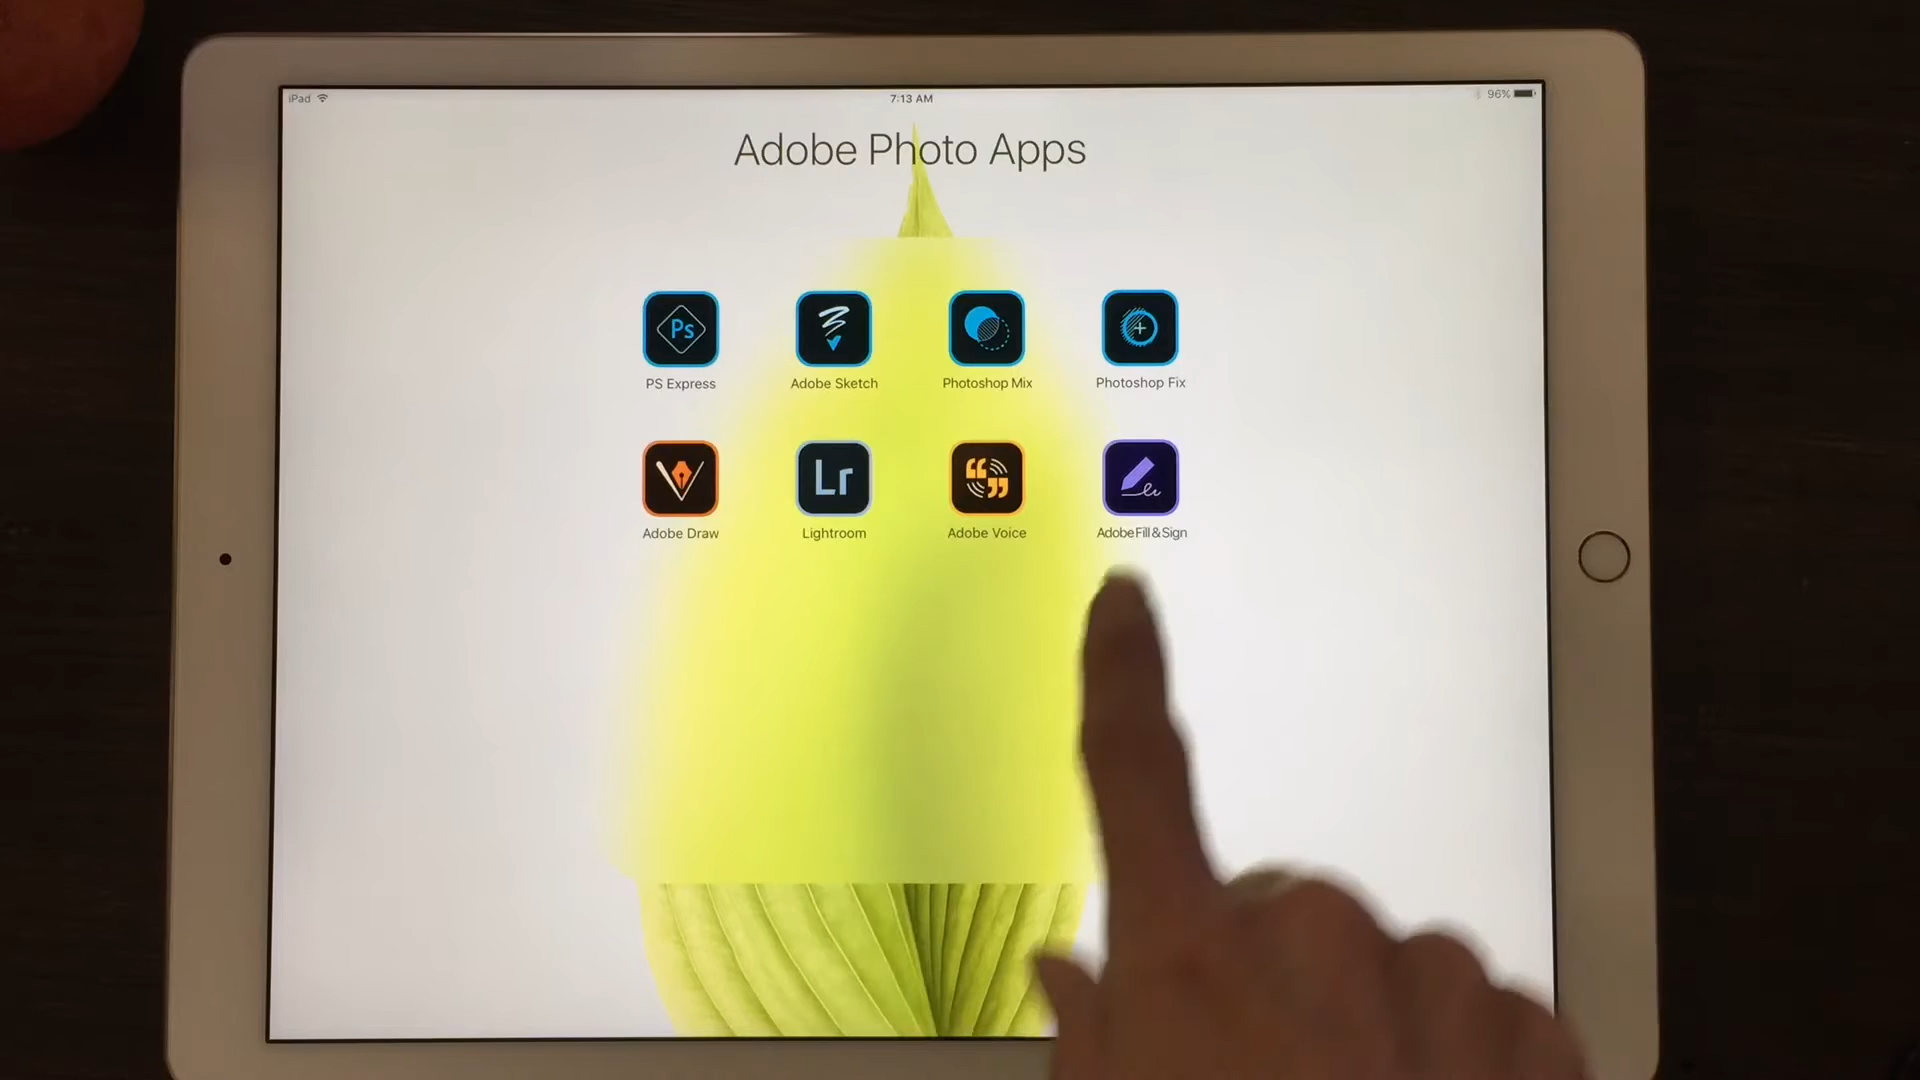 iPad
7:13 AM
96%
Adobe Photo Apps
Ps
PS Express
Adobe Sketch
Photoshop Mix
Photoshop Fix
Lr
Adobe Draw
Lightroom
Adobe Voice
Adobe Fill & Sign